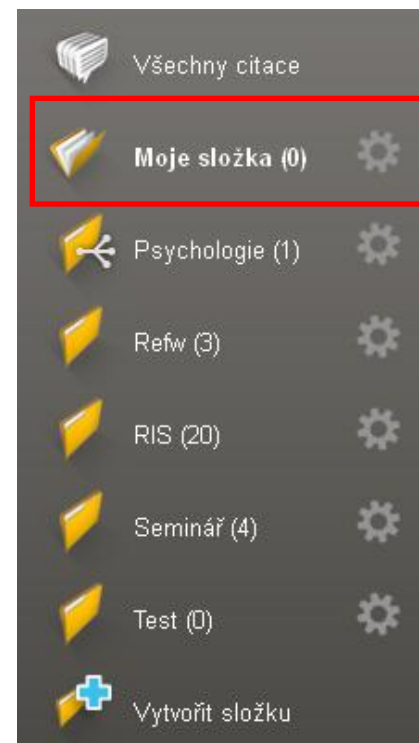 Všechny citace
Moje složka (0)
Psychologie (1)
Refw (3)
RIS (20)
Seminář (4)
Test (0)
Vytvořit složku